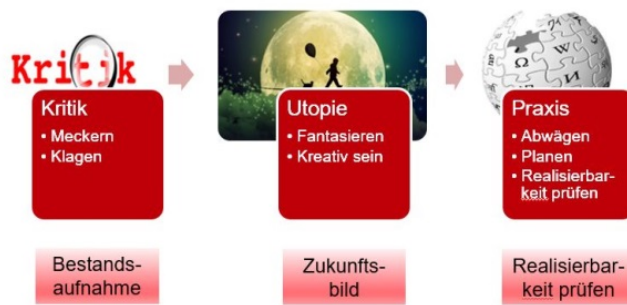 Kritik
Kritik
▪ Meckern
▪ Klagen
Utopie
▪ Fantasieren
▪ Kreativ sein
Ω
W
И
Praxis
▪ Abwägen
▪ Planen
▪ Realisierbar-
keit prüfen
Bestands-
aufnahme
Zukunfts-
bild
Realisierbar-
keit prüfen